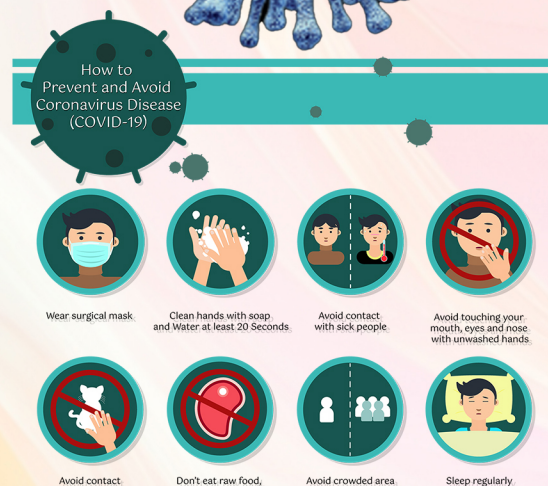 How to
Prevent and Avoid
Coronavirus Disease
(COVID-19)
Wear surgical mask
Clean hands with soap
and Water at least 20 Seconds
Avoid contact
with sick people
Avoid touching your
mouth, eyes and nose
with unwashed hands
Avoid contact
Don't eat raw food,
Avoid crowded area
Sleep regularly